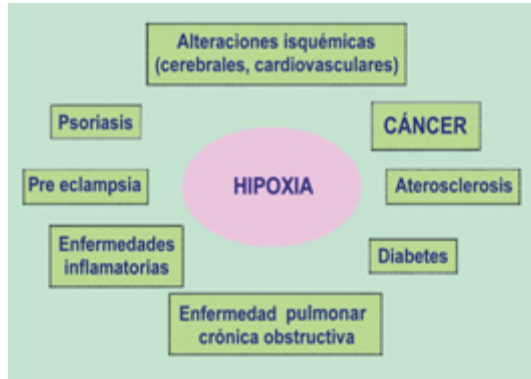 Alteraciones isquémicas
(cerebrales, cardiovasculares)
Psoriasis
CÁNCER
Pre eclampsia
HIPOXIA
Aterosclerosis
Enfermedades
inflamatorias
Diabetes
Enfermedad pulmonar
crónica obstructiva